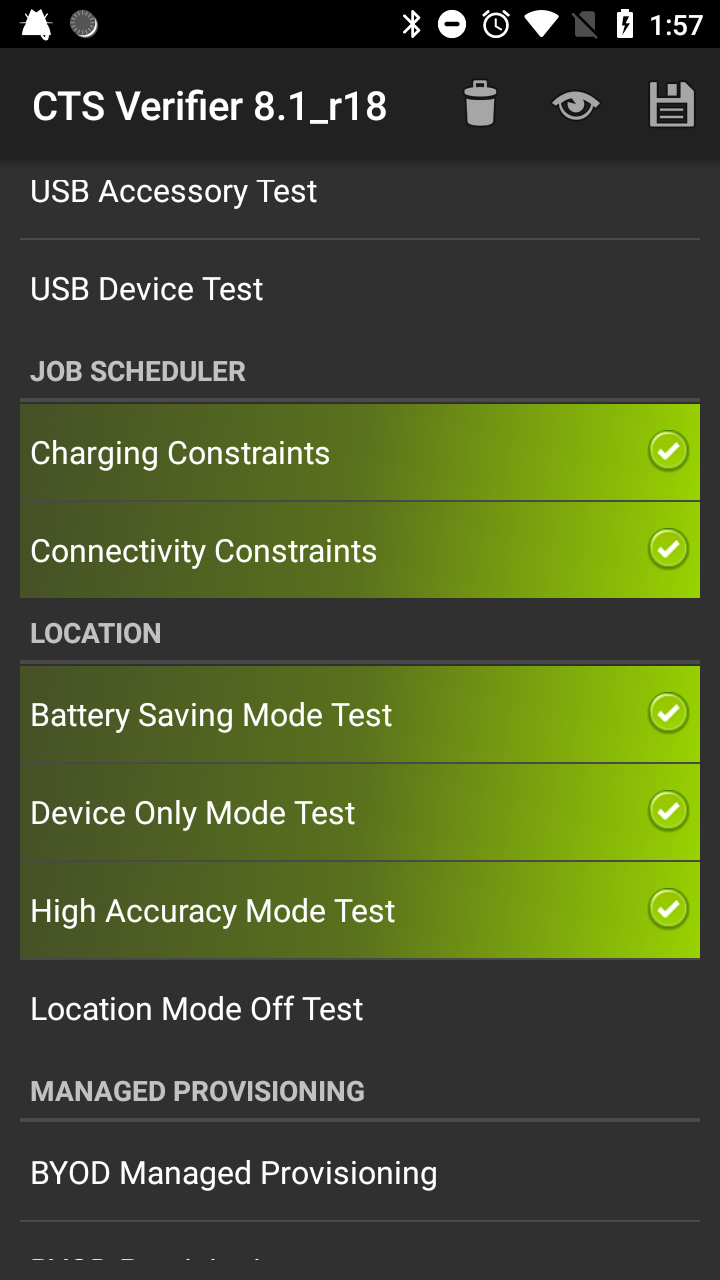 1:57
CTS Verifier 8.1_r18
USB Accessory Test
USB Device Test
JOB SCHEDULER
Charging Constraints
Connectivity Constraints
LOCATION
Battery Saving Mode Test
Device Only Mode Test
High Accuracy Mode Test
Location Mode Off Test
MANAGED PROVISIONING
BYOD Managed Provisioning